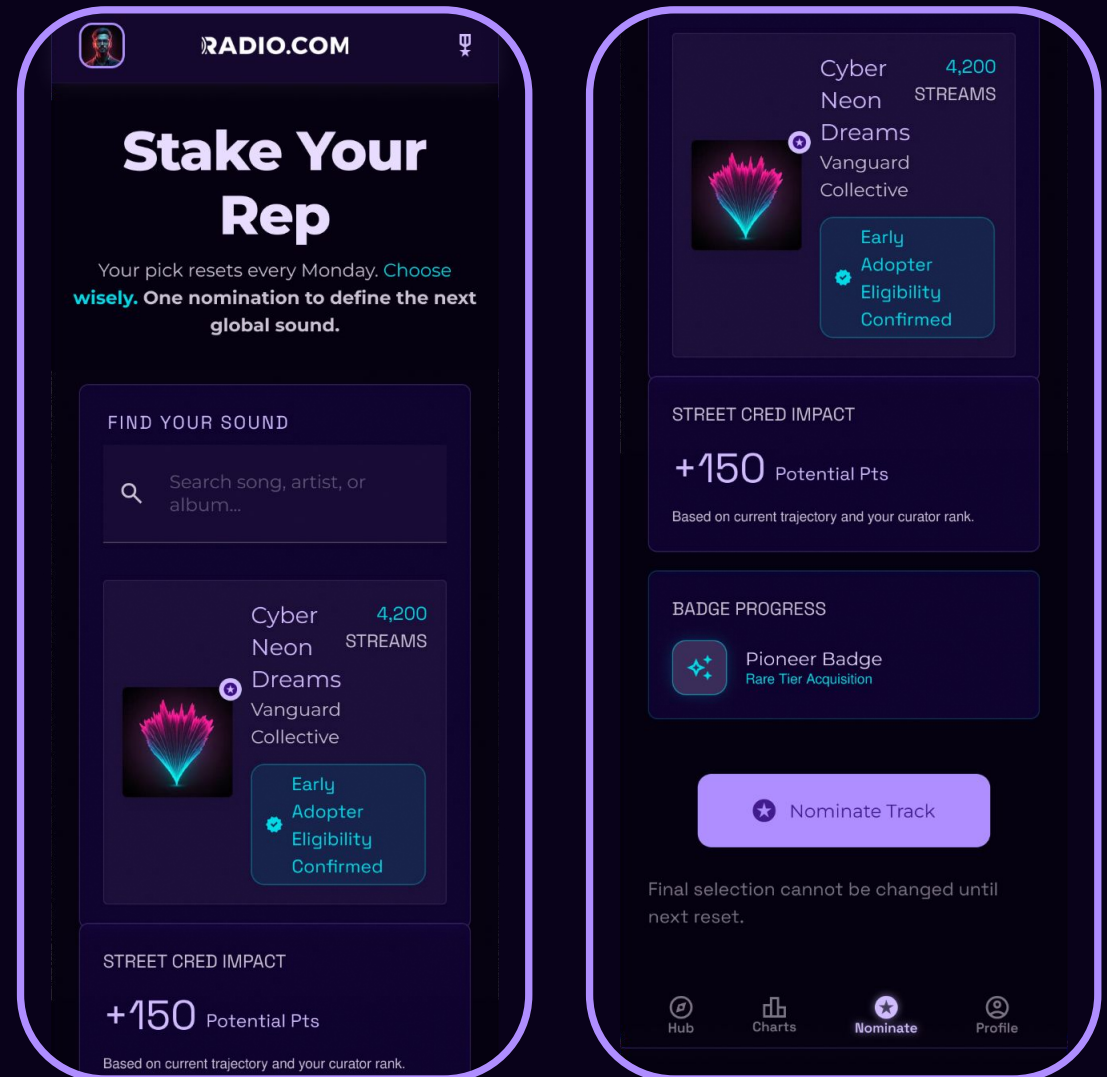 RADIO.COM
Stake Your
Rep
Your pick resets every Monday. Choose
wisely. One nomination to define the next
global sound.
FIND YOUR SOUND
Search song, artist, or
album...
Cyber
Neon
Dreams
4,200
STREAMS
Vanguard
Collective
Early
Adopter
Eligibility
Confirmed
STREET CRED IMPACT
+150 Potential Pts
Based on current trajectory and your curator rank.
Cyber
Neon
Dreams
4,200
STREAMS
Vanguard
Collective
Early
Adopter
Eligibility
Confirmed
STREET CRED IMPACT
+150 Potential Pts
Based on current trajectory and your curator rank.
BADGE PROGRESS
Pioneer Badge
Rare Tier Acquisition
Nominate Track
Final selection cannot be changed until
next reset.
Hub
Charts
Nominate
Profile